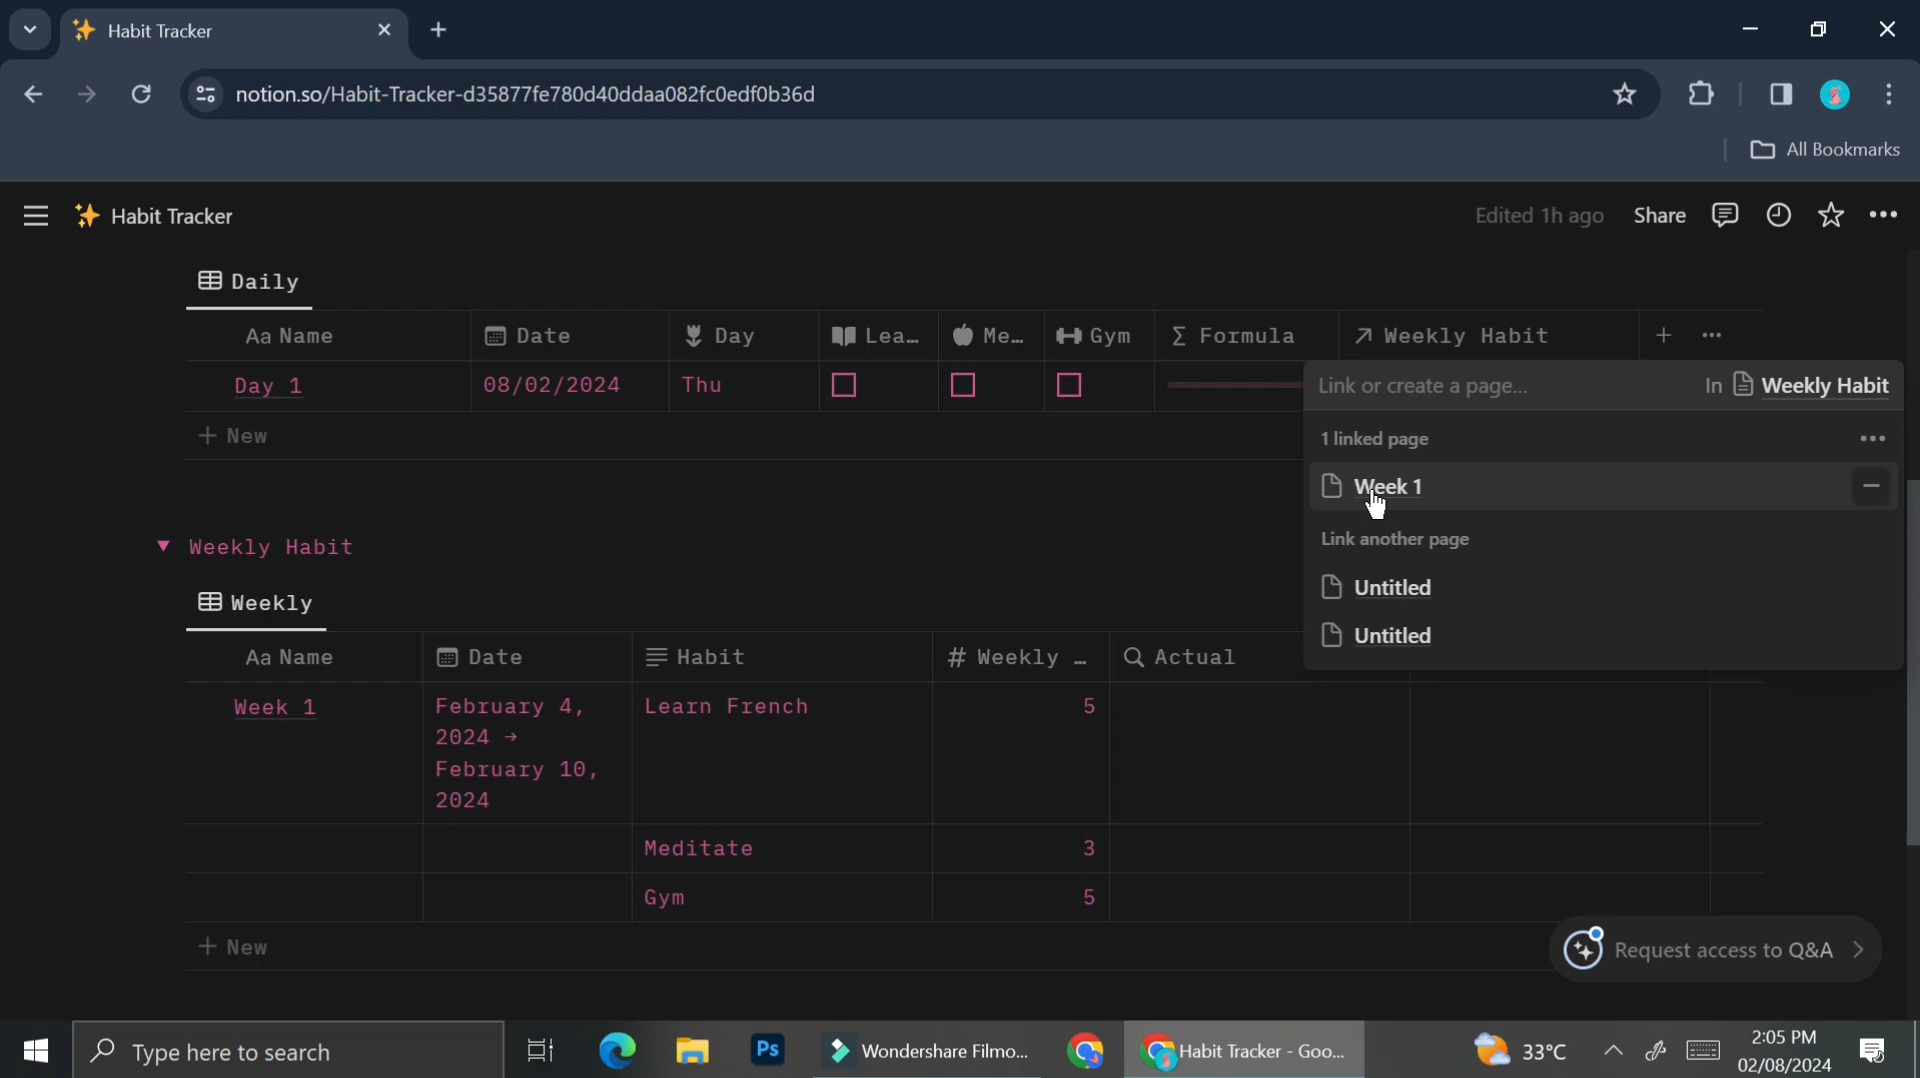 Habit Tracker
notion.so/Habit-Tracker-d35877fe780d40ddaa082fc0edf0b36d
All Bookmarks
Habit Tracker
Edited 1h ago Share
Daily
Aa Name Date Day Lea… Me… Gym Σ Formula Weekly Habit
Day 1 08/02/2024 Thu
+ New
Link or create a page... In Weekly Habit
1 linked page
Week 1
Link another page
Untitled
Untitled
Weekly Habit
Weekly
Aa Name Date Habit # Weekly … Actual
Week 1 February 4, 2024 → February 10, 2024 Learn French 5
Meditate 3
Gym 5
+ New
Request access to Q&A
Type here to search
Ps
Wondershare Filmo...
Habit Tracker - Goo...
33°C
2:05 PM
02/08/2024